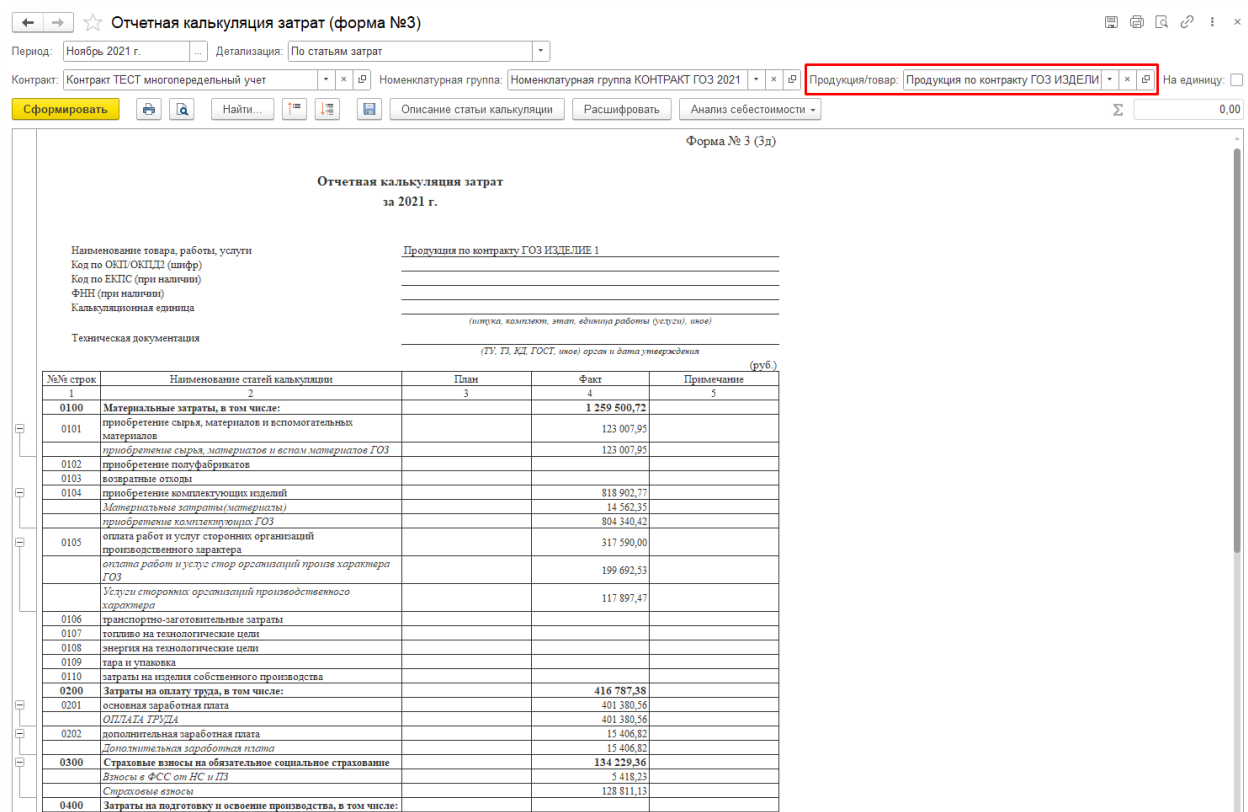 Отчетная калькуляция затрат (форма №3)
Период: Ноябрь 2021 г. ... Детализация: По статьям затрат
Контракт: Контракт ТЕСТ многопередельный учет Номенклатурная группа: Номенклатурная группа КОНТРАКТ ГОЗ 2021 Продукция/товар: Продукция по контракту ГОЗ ИЗДЕЛИ На единицу:
Сформировать Найти... Описание статьи калькуляции Расшифровать Анализ себестоимости Σ 0,00
Форма № 3 (3д)
Отчетная калькуляция затрат
за 2021 г.
Наименование товара, работы, услуги Продукция по контракту ГОЗ ИЗДЕЛИЕ 1
Код по ОКП/ОКПД2 (шифр)
Код по ЕКПС (при наличии)
ФНН (при наличии)
Калькуляционная единица
(штука, комплект, этап, единица работы (услуги), иное)
Техническая документация
(ТУ, ТЗ, КД, ГОСТ, иное) орган и дата утверждения
(руб.)
№№ строк Наименование статей калькуляции План Факт Примечание
1 2 3 4 5
0100 Материальные затраты, в том числе: 1 259 500,72
0101 приобретение сырья, материалов и вспомогательных
материалов 123 007,95
приобретение сырья, материалов и вспом материалов ГОЗ 123 007,95
0102 приобретение полуфабрикатов
0103 возвратные отходы
0104 приобретение комплектующих изделий 818 902,77
Материальные затраты(материалы) 14 562,35
приобретение комплектующих ГОЗ 804 340,42
0105 оплата работ и услуг сторонних организаций
производственного характера 317 590,00
оплата работ и услуг стор организаций произв характера
ГОЗ 199 692,53
Услуги сторонних организаций производственного
характера 117 897,47
0106 транспортно-заготовительные затраты
0107 топливо на технологические цели
0108 энергия на технологические цели
0109 тара и упаковка
0110 затраты на изделия собственного производства
0200 Затраты на оплату труда, в том числе: 416 787,38
0201 основная заработная плата 401 380,56
ОПЛАТА ТРУДА 401 380,56
0202 дополнительная заработная плата 15 406,82
Дополнительная заработная плата 15 406,82
0300 Страховые взносы на обязательное социальное страхование 134 229,36
Взносы в ФСС от НС и ПЗ 5 418,23
Страховые взносы 128 811,13
0400 Затраты на подготовку и освоение производства, в том числе: